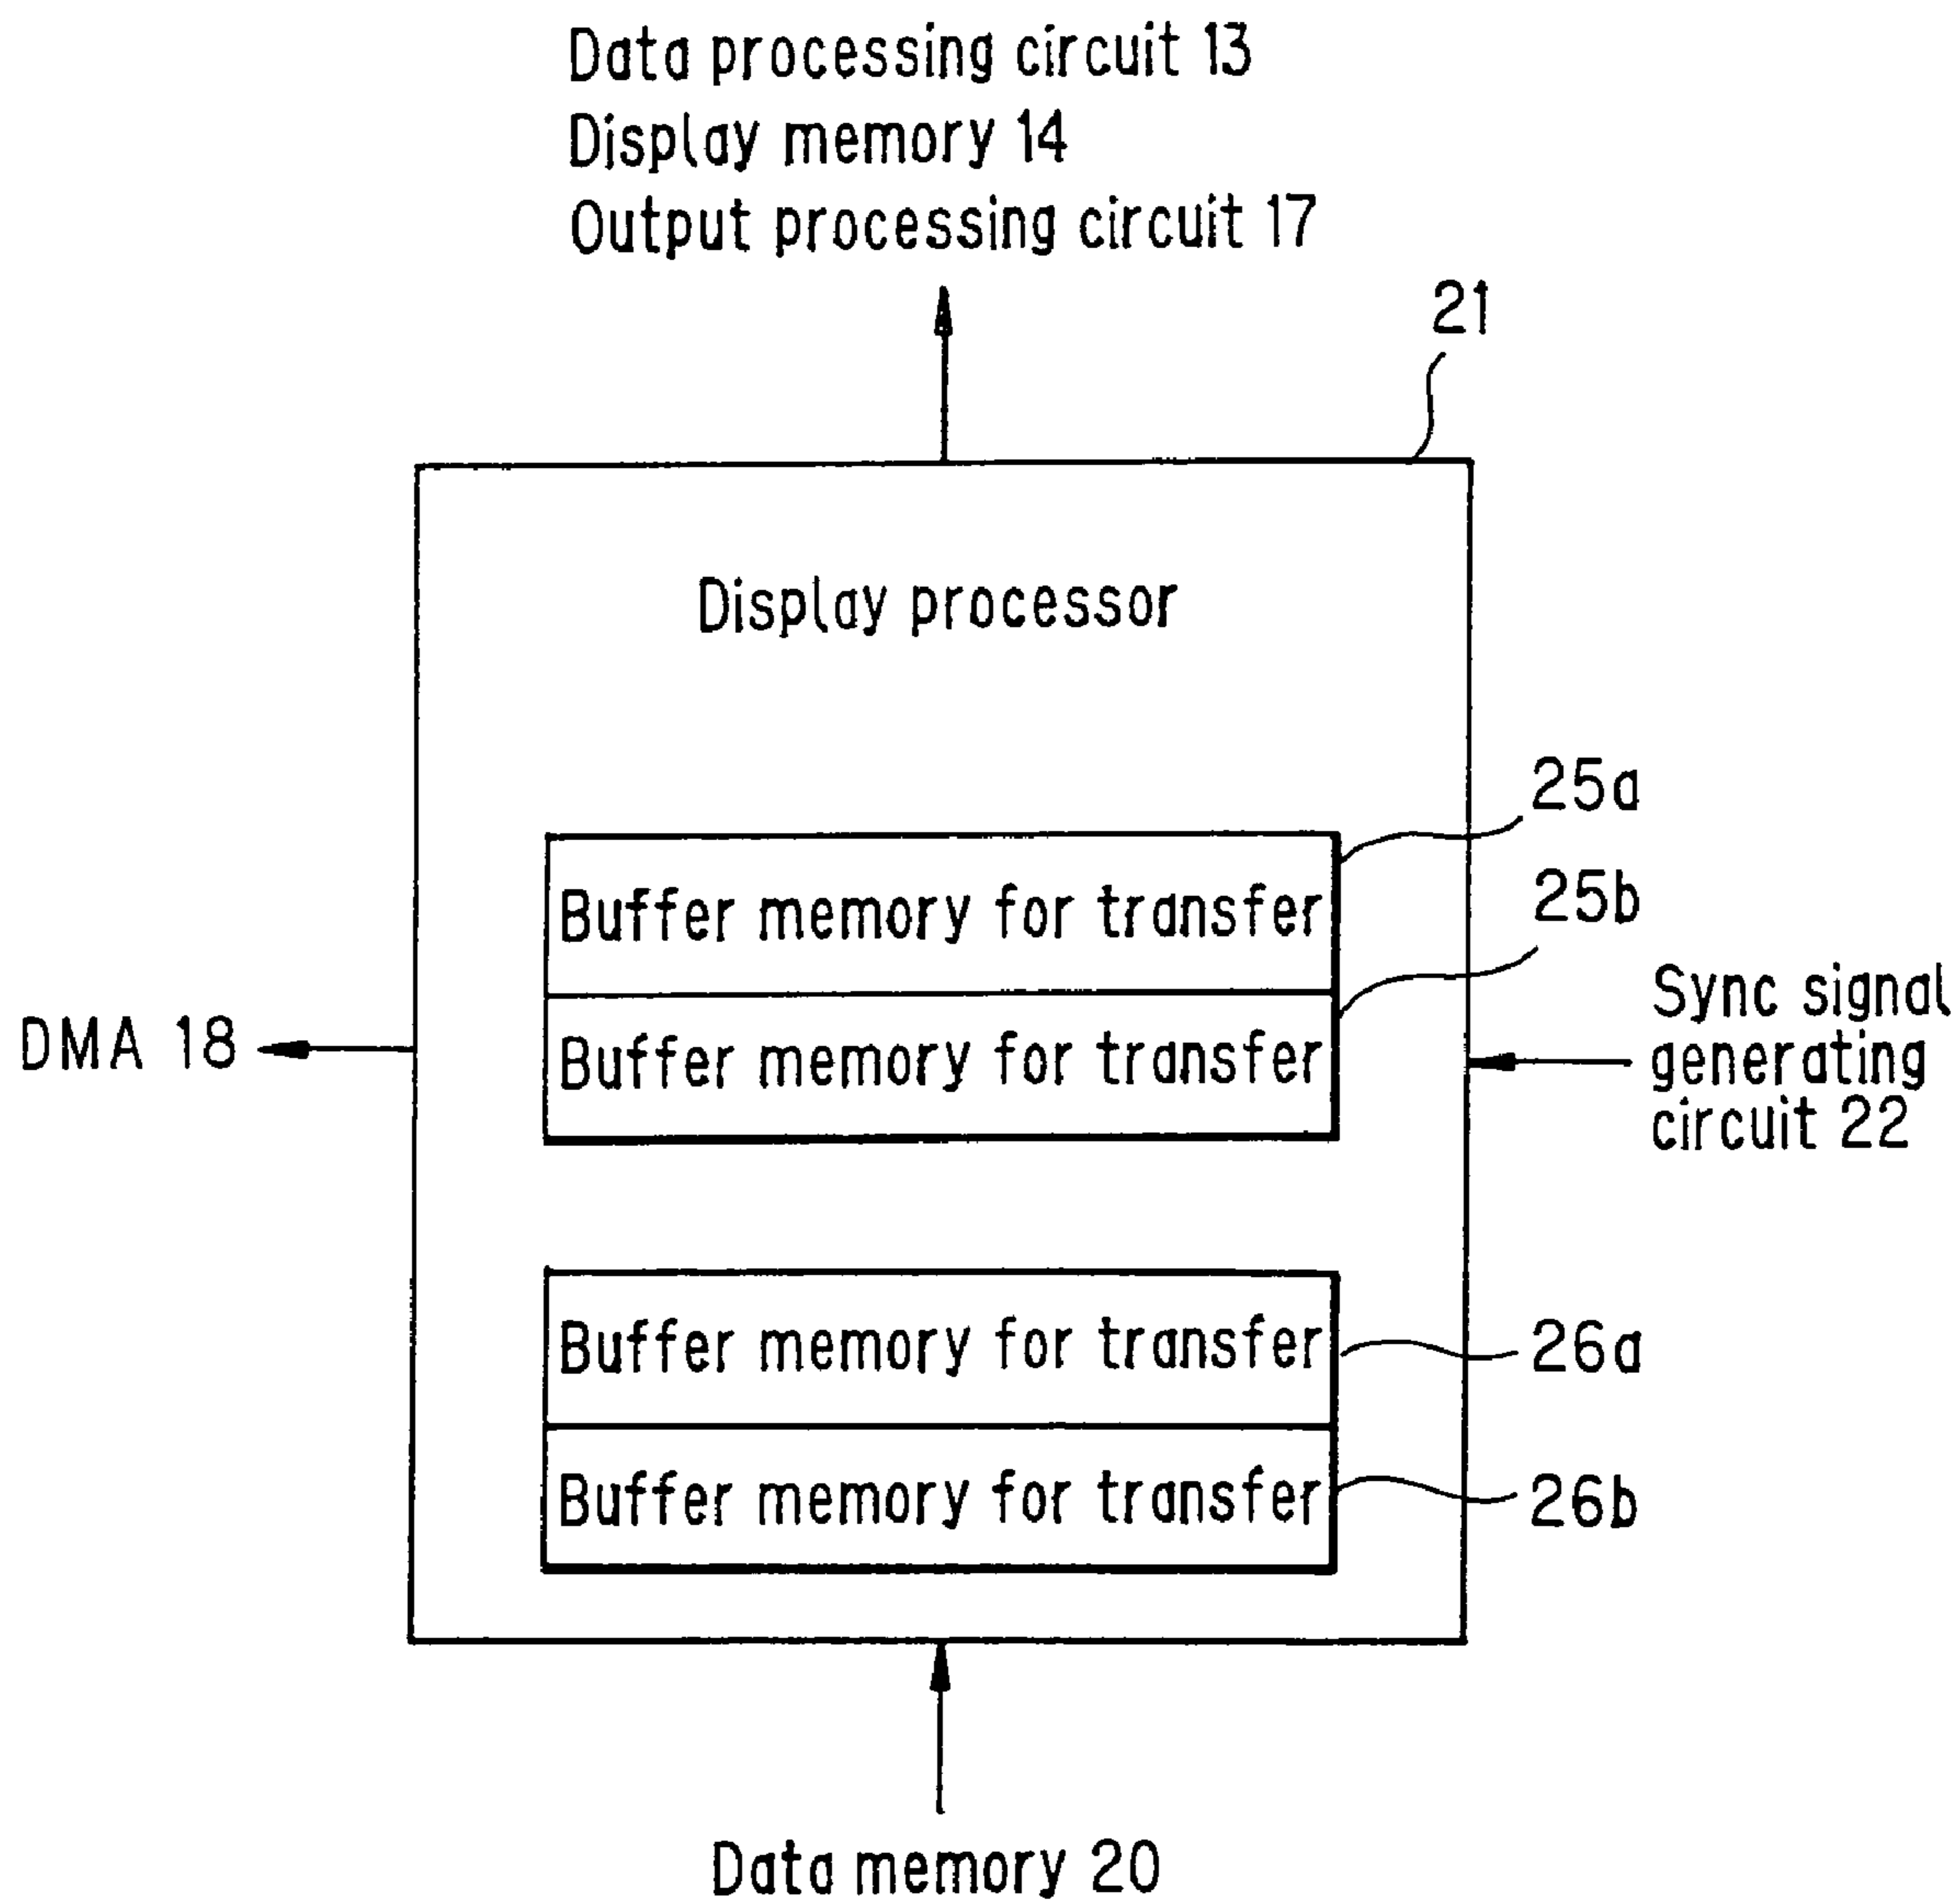 Data processing circuit 13
Display memory 14
Output processing circuit 17
21
Display processor
25a
Buffer memory for transfer
25b
Buffer memory for transfer
DMA 18
Sync signal
generating
circuit 22
Buffer memory for transfer
26a
Buffer memory for transfer
26b
Data memory 20